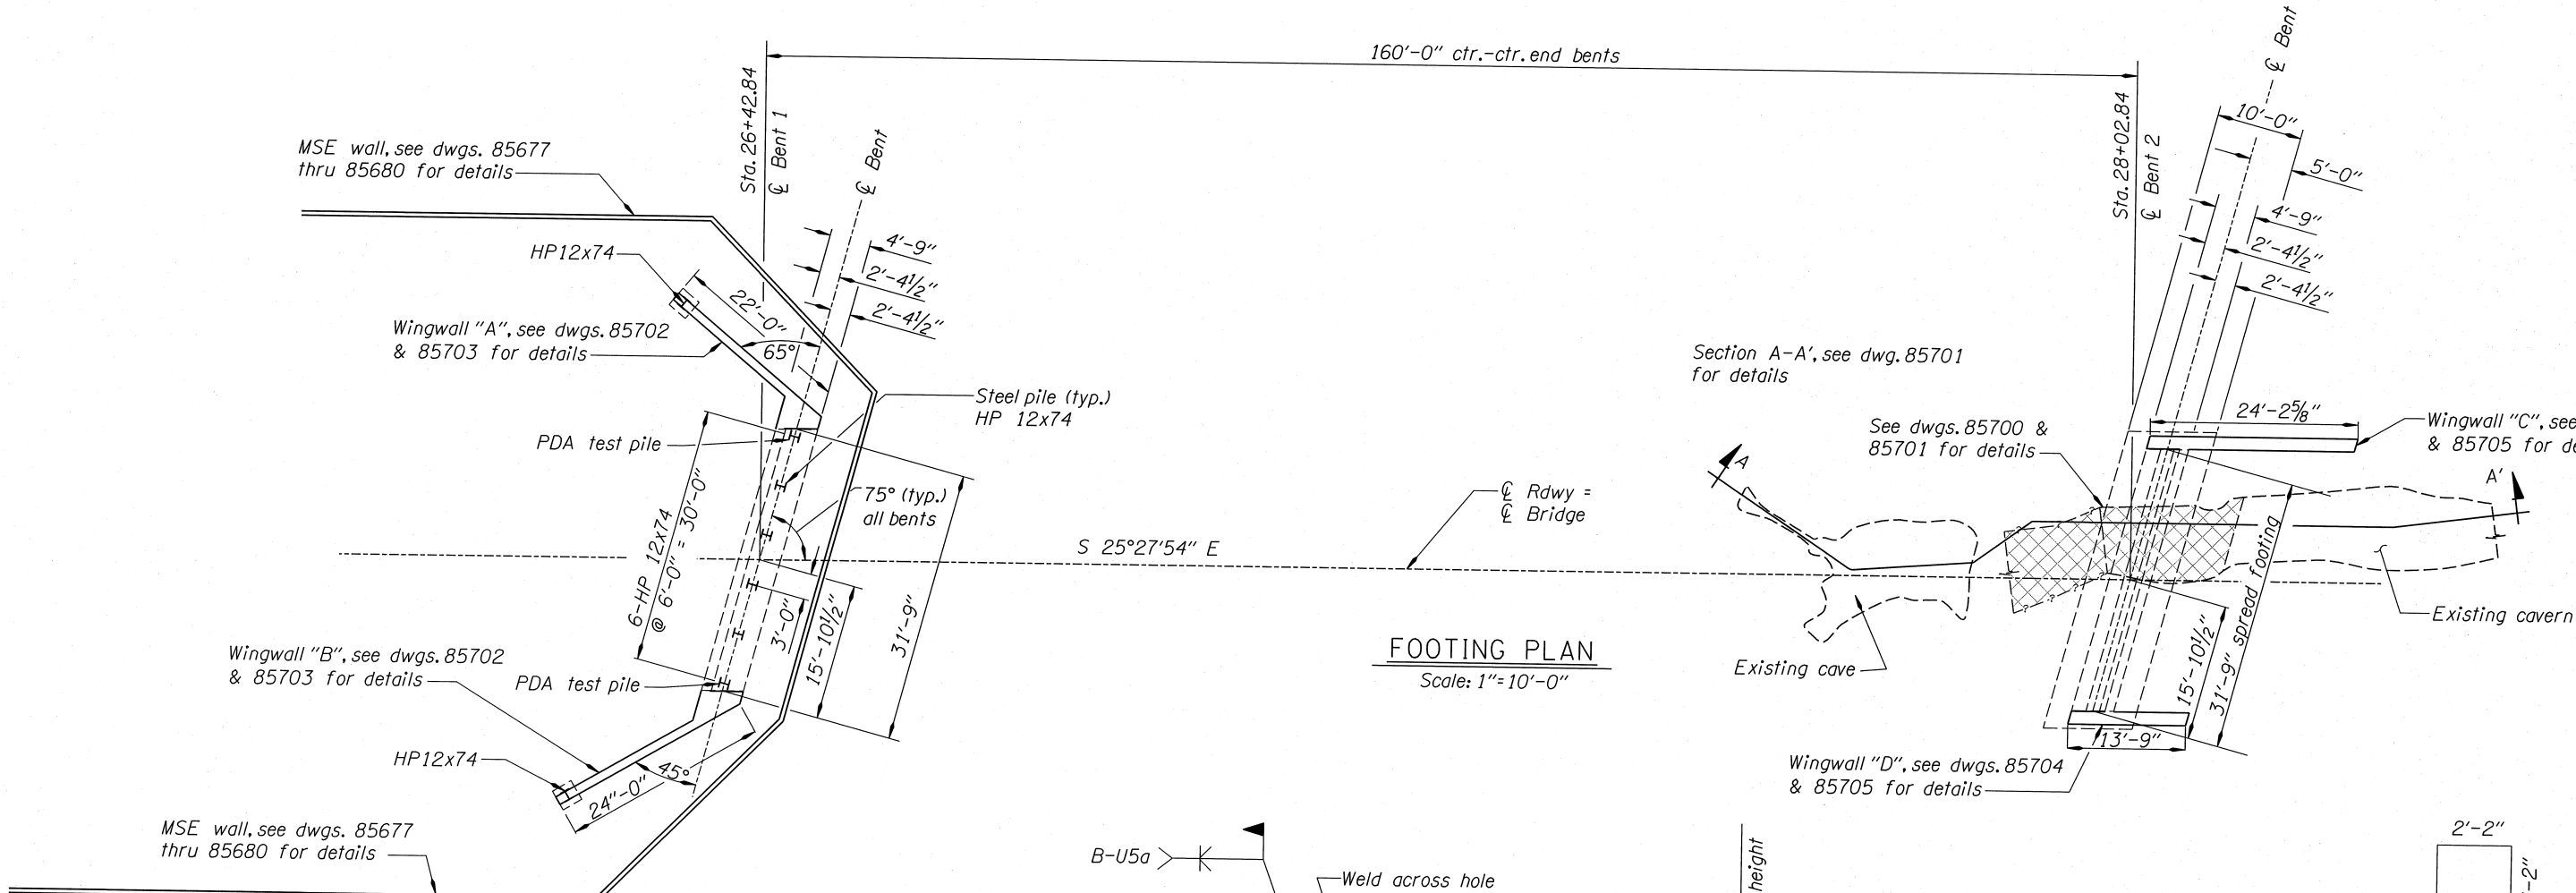 160'-0" ctr.-ctr. end bents
Sta. 26+42.84
℄ Bent 1
℄ Bent
MSE wall, see dwgs. 85677
thru 85680 for details
HP12x74
4'-9"
2'-4½"
2'-4½"
22'-0"
65°
Wingwall "A", see dwgs. 85702
& 85703 for details
Steel pile (typ.)
HP 12x74
PDA test pile
75° (typ.)
all bents
6-HP 12x74
@ 6'-0" = 30'-0"
S 25°27'54" E
℄ Rdwy =
℄ Bridge
3'-0"
15'-10½"
31'-9"
Wingwall "B", see dwgs. 85702
& 85703 for details
PDA test pile
HP12x74
45°
24"-0"
MSE wall, see dwgs. 85677
thru 85680 for details
FOOTING PLAN
Scale: 1"=10'-0"
Sta. 28+02.84
℄ Bent 2
℄ Bent
10'-0"
5'-0"
4'-9"
2'-4½"
2'-4½"
Section A-A', see dwg. 85701
for details
24'-2⅝"
Wingwall "C", see
& 85705 for de
See dwgs. 85700 &
85701 for details
A
A'
Existing cave
Existing cavern
? ? ? ?
15'-10½"
31'-9" spread footing
13'-9"
Wingwall "D", see dwgs. 85704
& 85705 for details
B-U5a
Weld across hole
height
2'-2"
-2"